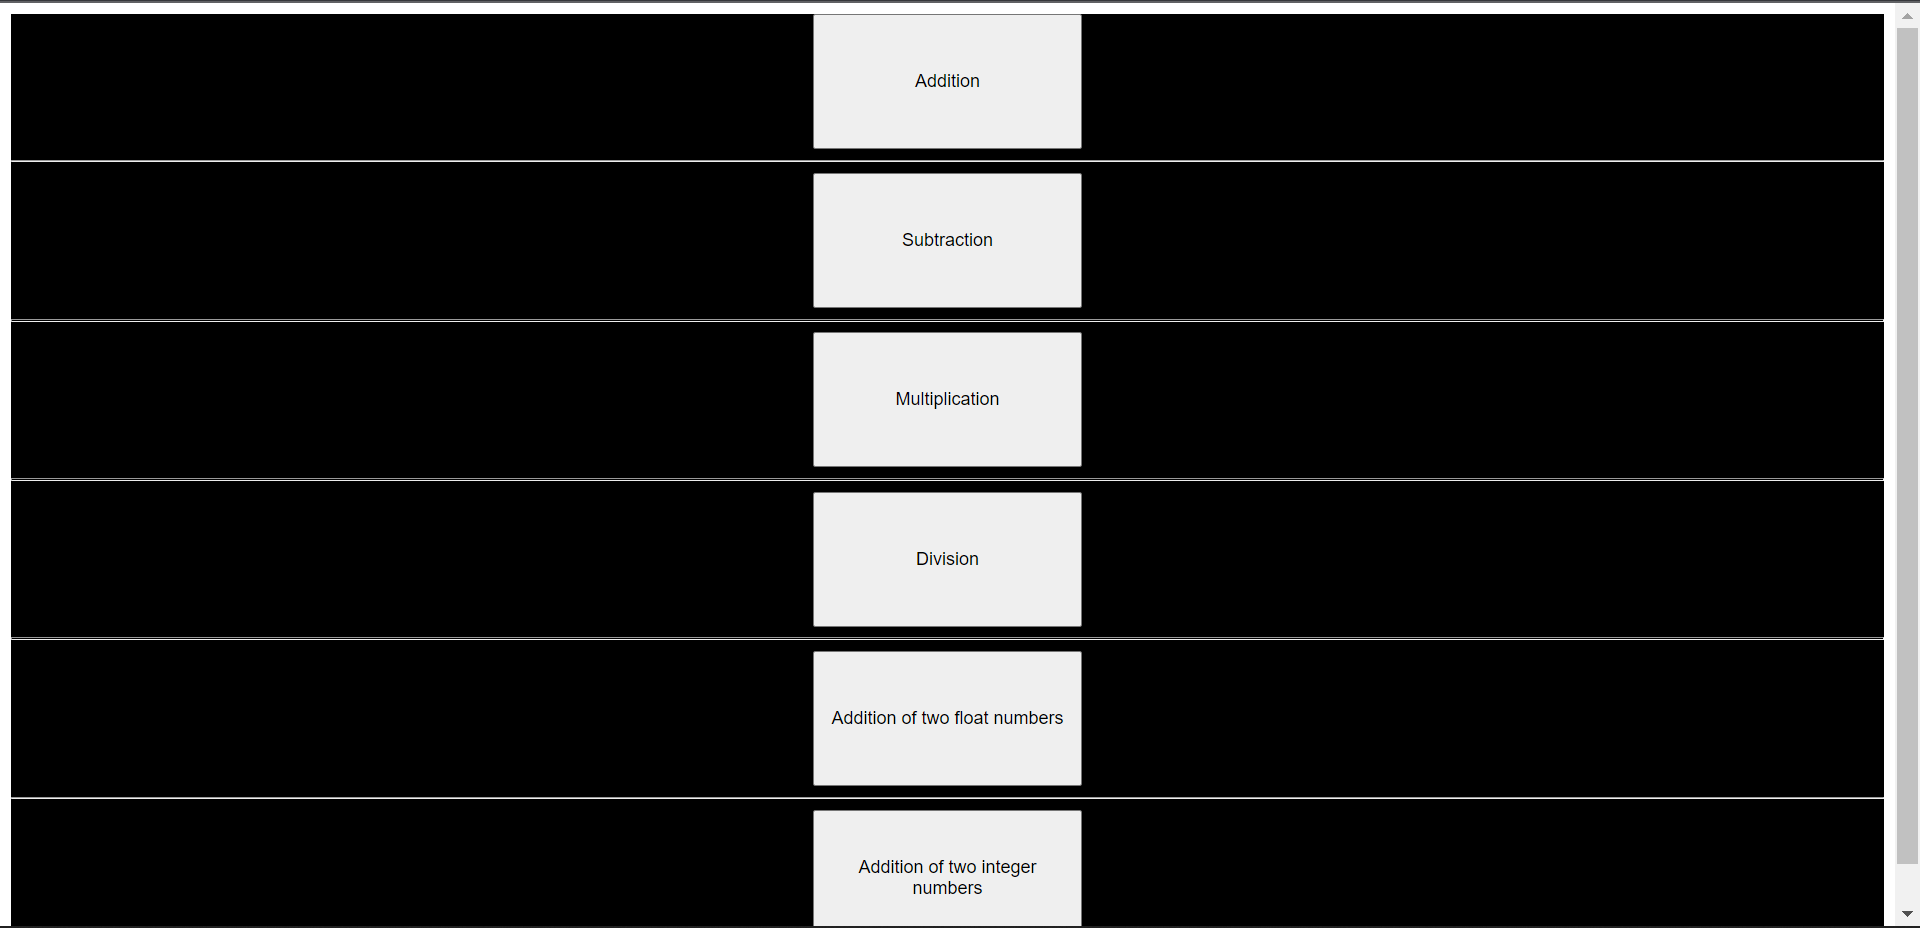 Addition
Subtraction
Multiplication
Division
Addition of two float numbers
Addition of two integer
numbers